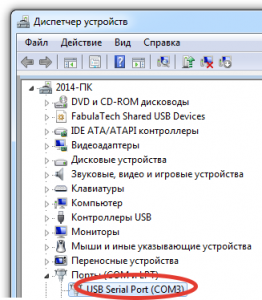 Диспетчер устройств
Файл Действие Вид Справка
2014-ПК
DVD и CD-ROM дисководы
FabulaTech Shared USB Devices
IDE ATA/ATAPI контроллеры
Видеоадаптеры
Дисковые устройства
Звуковые, видео и игровые устройства
Клавиатуры
Компьютер
Контроллеры USB
Мониторы
Мыши и иные указывающие устройства
Переносные устройства
Порты (COM и LPT)
USB Serial Port (COM3)